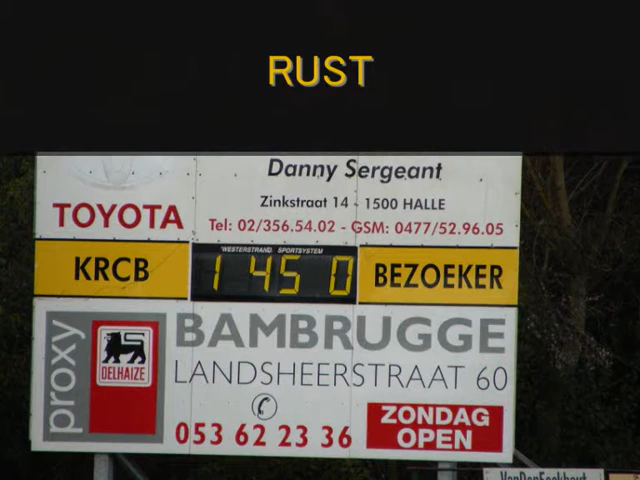 RUST
Danny Sergeant
Zinkstraat 14 - 1500 HALLE
TOYOTA
Tel: 02/356.54.02 - GSM: 0477/52.96.05
WESTERSTRAND SPORTSYSTEM
KRCB
1 45 0
BEZOEKER
proxy
DELHAIZE
BAMBRUGGE
LANDSHEERSTRAAT 60
053 62 23 36
ZONDAG
OPEN